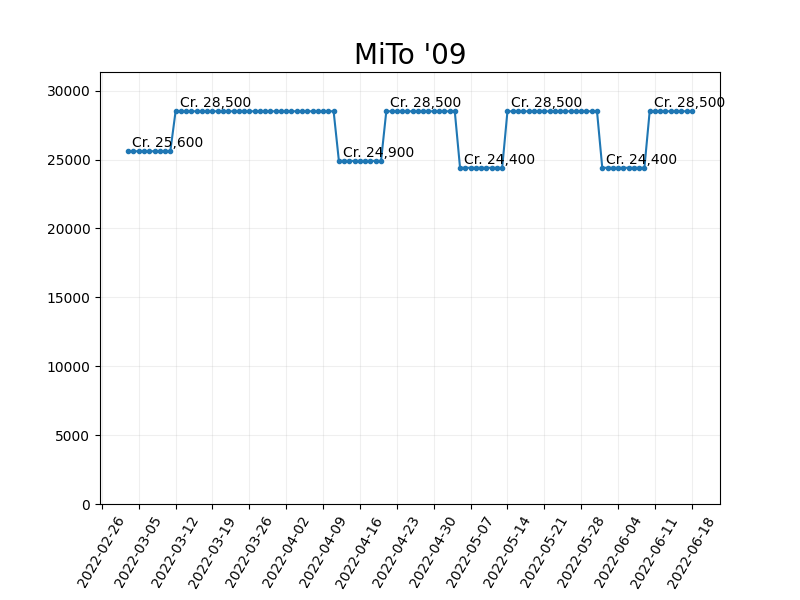 MiTo '09
30000
25000
20000
15000
10000
5000
0
Cr. 25,600
Cr. 28,500
Cr. 24,900
Cr. 28,500
Cr. 24,400
Cr. 28,500
Cr. 24,400
Cr. 28,500
2022-02-26
2022-03-05
2022-03-12
2022-03-19
2022-03-26
2022-04-02
2022-04-09
2022-04-16
2022-04-23
2022-04-30
2022-05-07
2022-05-14
2022-05-21
2022-05-28
2022-06-04
2022-06-11
2022-06-18